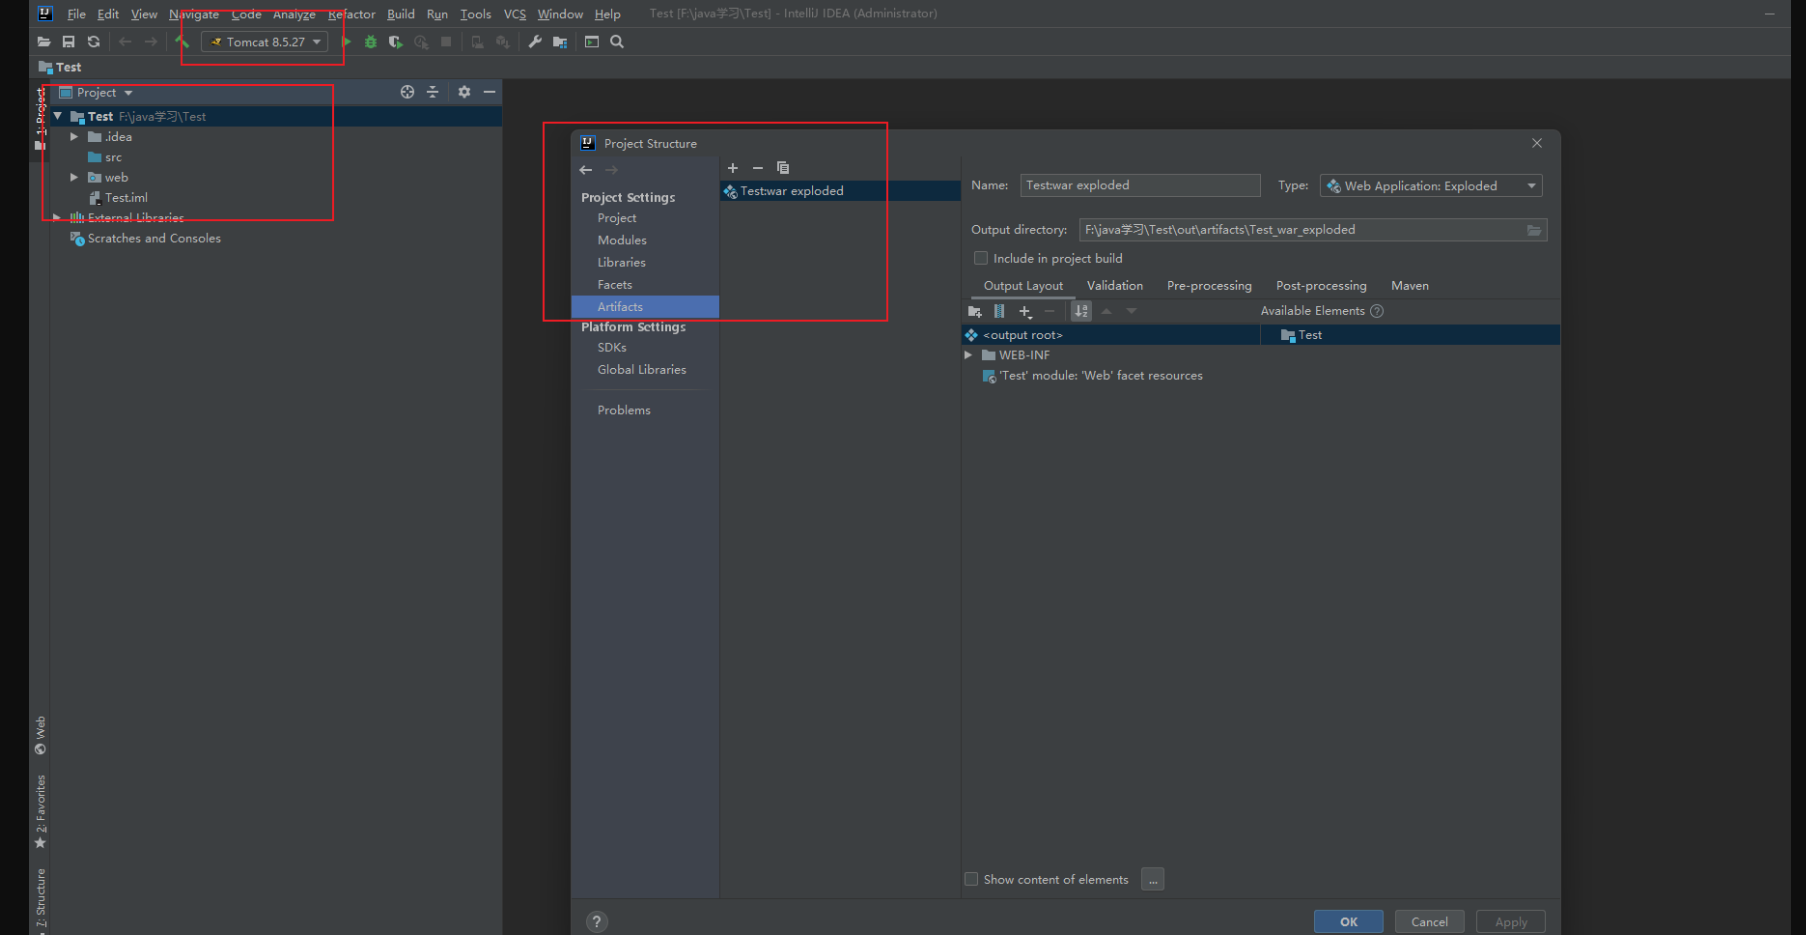 File Edit View Navigate Code Analyze Refactor Build Run Tools VCS Window Help Test [F:\java学习\Test] - IntelliJ IDEA (Administrator)
Tomcat 8.5.27
Test
Project
1: Project
Test F:\java学习\Test
.idea
src
web
Test.iml
External Libraries
Scratches and Consoles
Web
2: Favorites
7: Structure
Project Structure
Project Settings
Project
Modules
Libraries
Facets
Artifacts
Platform Settings
SDKs
Global Libraries
Problems
Test:war exploded
Name: Test:war exploded Type: Web Application: Exploded
Output directory: F:\java学习\Test\out\artifacts\Test_war_exploded
Include in project build
Output Layout Validation Pre-processing Post-processing Maven
Available Elements ?
<output root> Test
WEB-INF
'Test' module: 'Web' facet resources
Show content of elements ...
? OK Cancel Apply